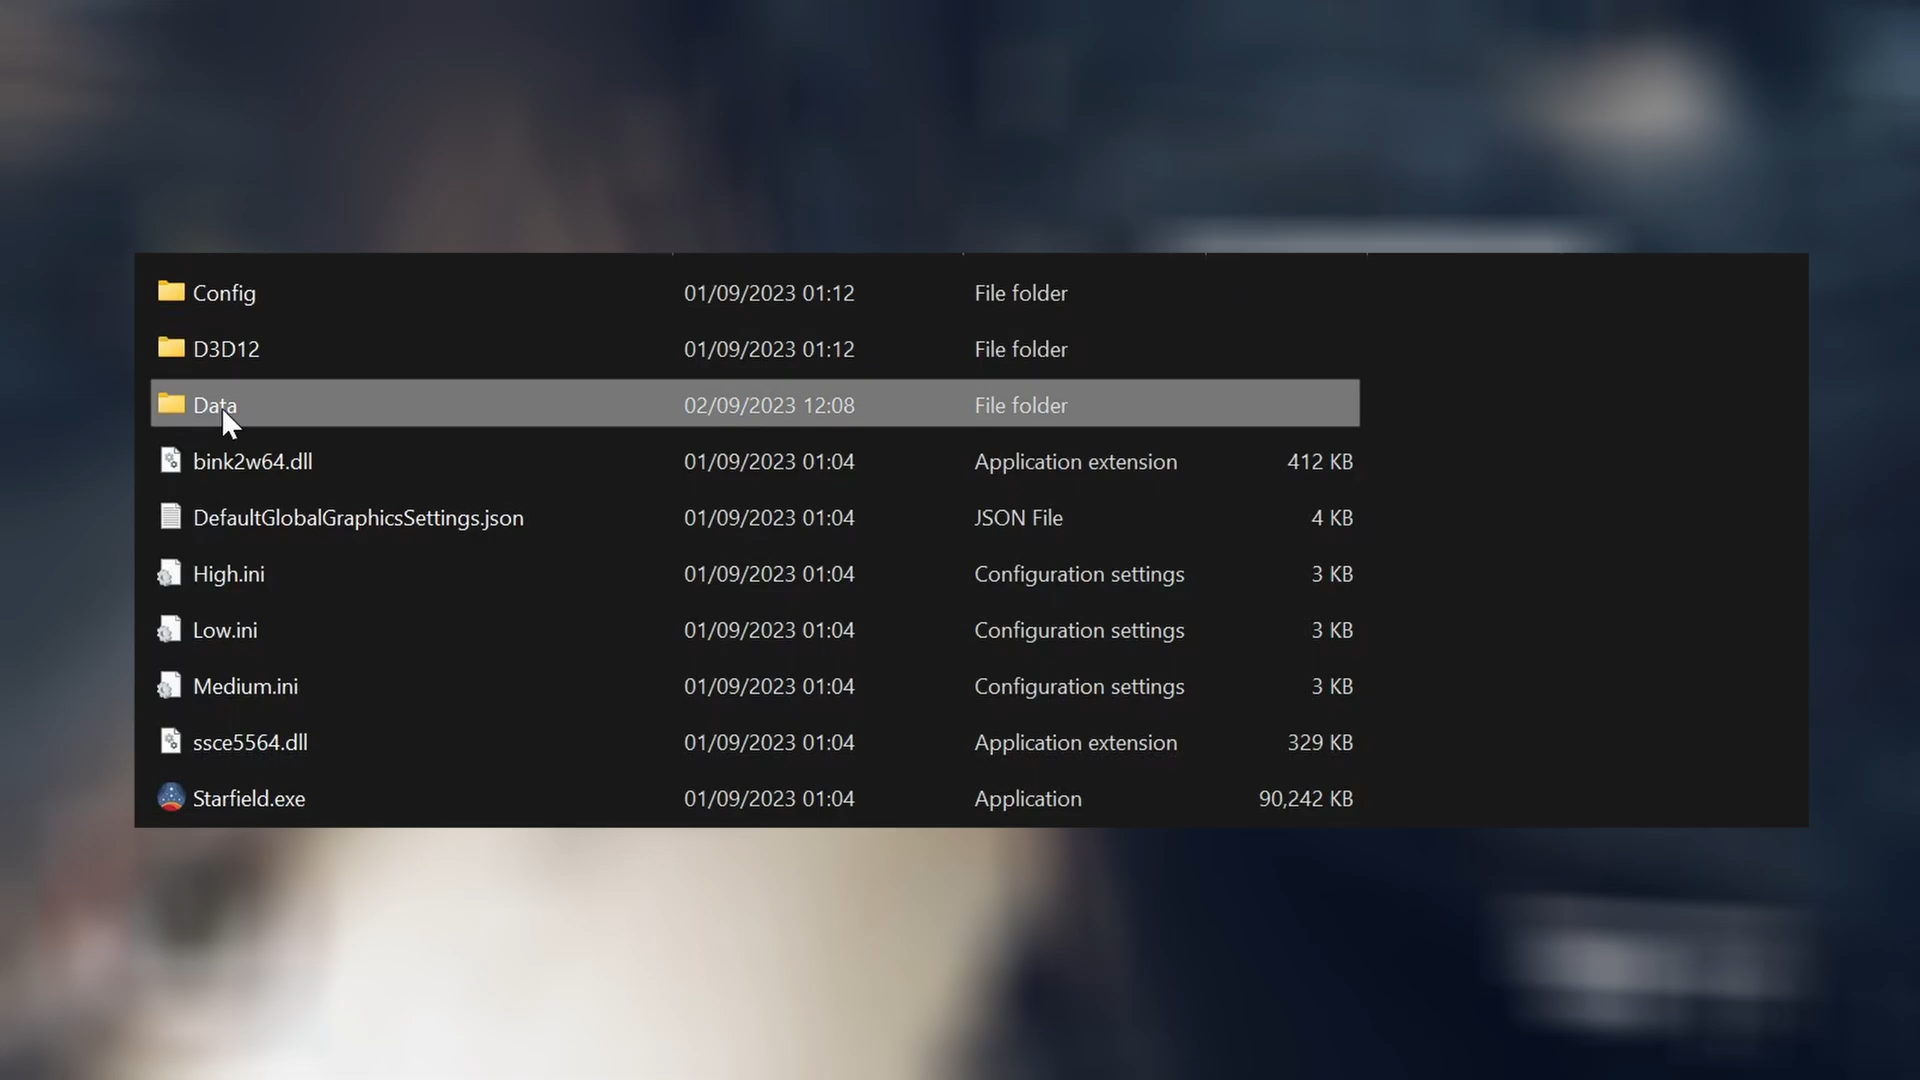 Config 01/09/2023 01:12 File folder
D3D12 01/09/2023 01:12 File folder
Data 02/09/2023 12:08 File folder
bink2w64.dll 01/09/2023 01:04 Application extension 412 KB
DefaultGlobalGraphicsSettings.json 01/09/2023 01:04 JSON File 4 KB
High.ini 01/09/2023 01:04 Configuration settings 3 KB
Low.ini 01/09/2023 01:04 Configuration settings 3 KB
Medium.ini 01/09/2023 01:04 Configuration settings 3 KB
ssce5564.dll 01/09/2023 01:04 Application extension 329 KB
Starfield.exe 01/09/2023 01:04 Application 90,242 KB